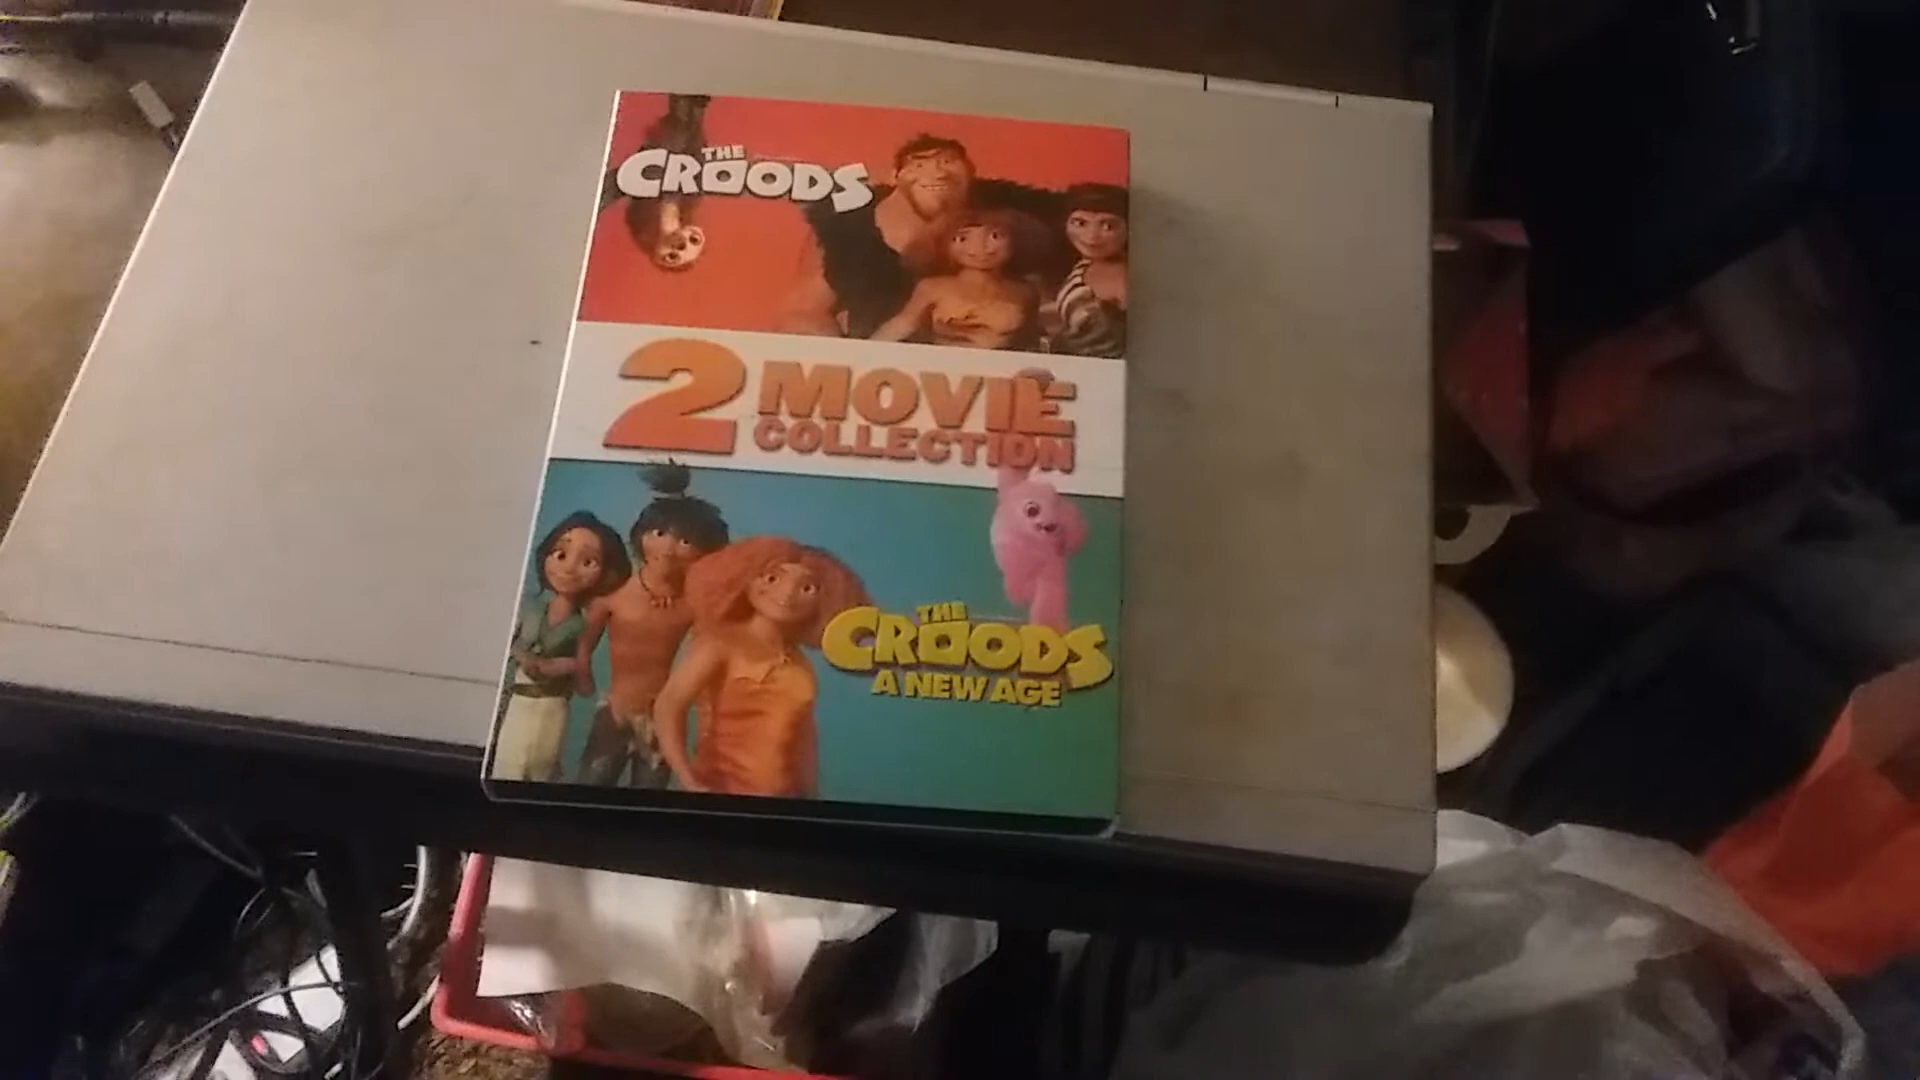 THE
CROODS
2 MOVIE
COLLECTION
THE
CROODS
A NEW AGE